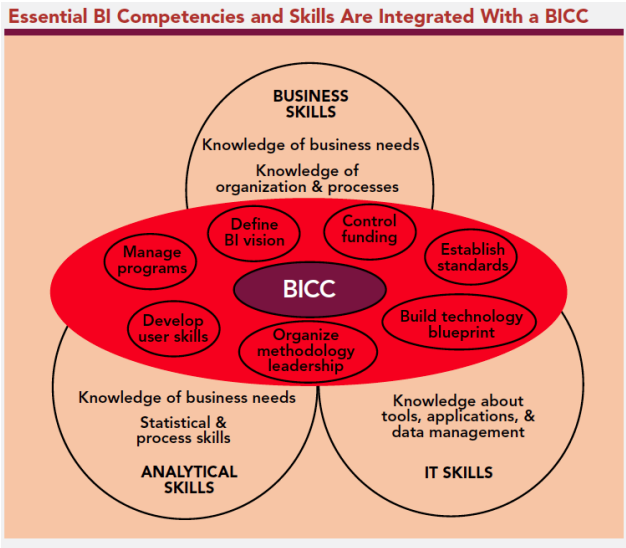 Essential BI Competencies and Skills Are Integrated With a BICC
BUSINESS
SKILLS
Knowledge of business needs
Knowledge of
organization & processes
Define
BI vision
Control
funding
Manage
programs
Establish
standards
BICC
Develop
user skills
Organize
methodology
leadership
Build technology
blueprint
Knowledge of business needs
Statistical &
process skills
ANALYTICAL
SKILLS
Knowledge about
tools, applications, &
data management
IT SKILLS